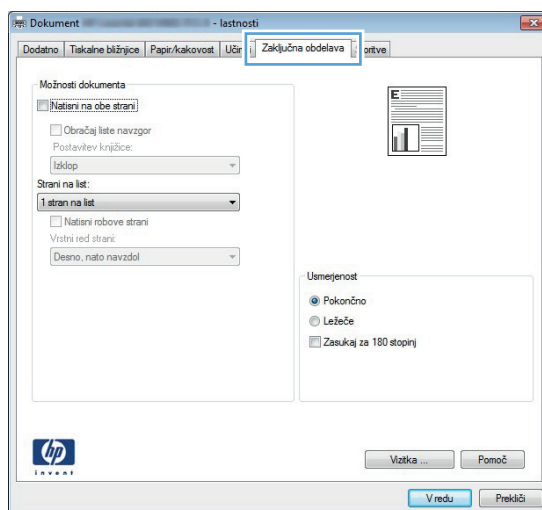 Dokument - lastnosti
Dodatno Tiskalne bližnjice Papir/kakovost Zaključna obdelava
Možnosti dokumenta
Natisni na obe strani
Obračaj liste navzgor
Postavitev knjižice:
Izklop
Strani na list:
1 stran na list
Natisni robove strani
Vrstni red strani:
Desno, nato navzdol
E
Usmerjenost
Pokončno
Ležeče
Zasukaj za 180 stopinj
hp
invent
Vizitka ... Pomoč
V redu Prekliči